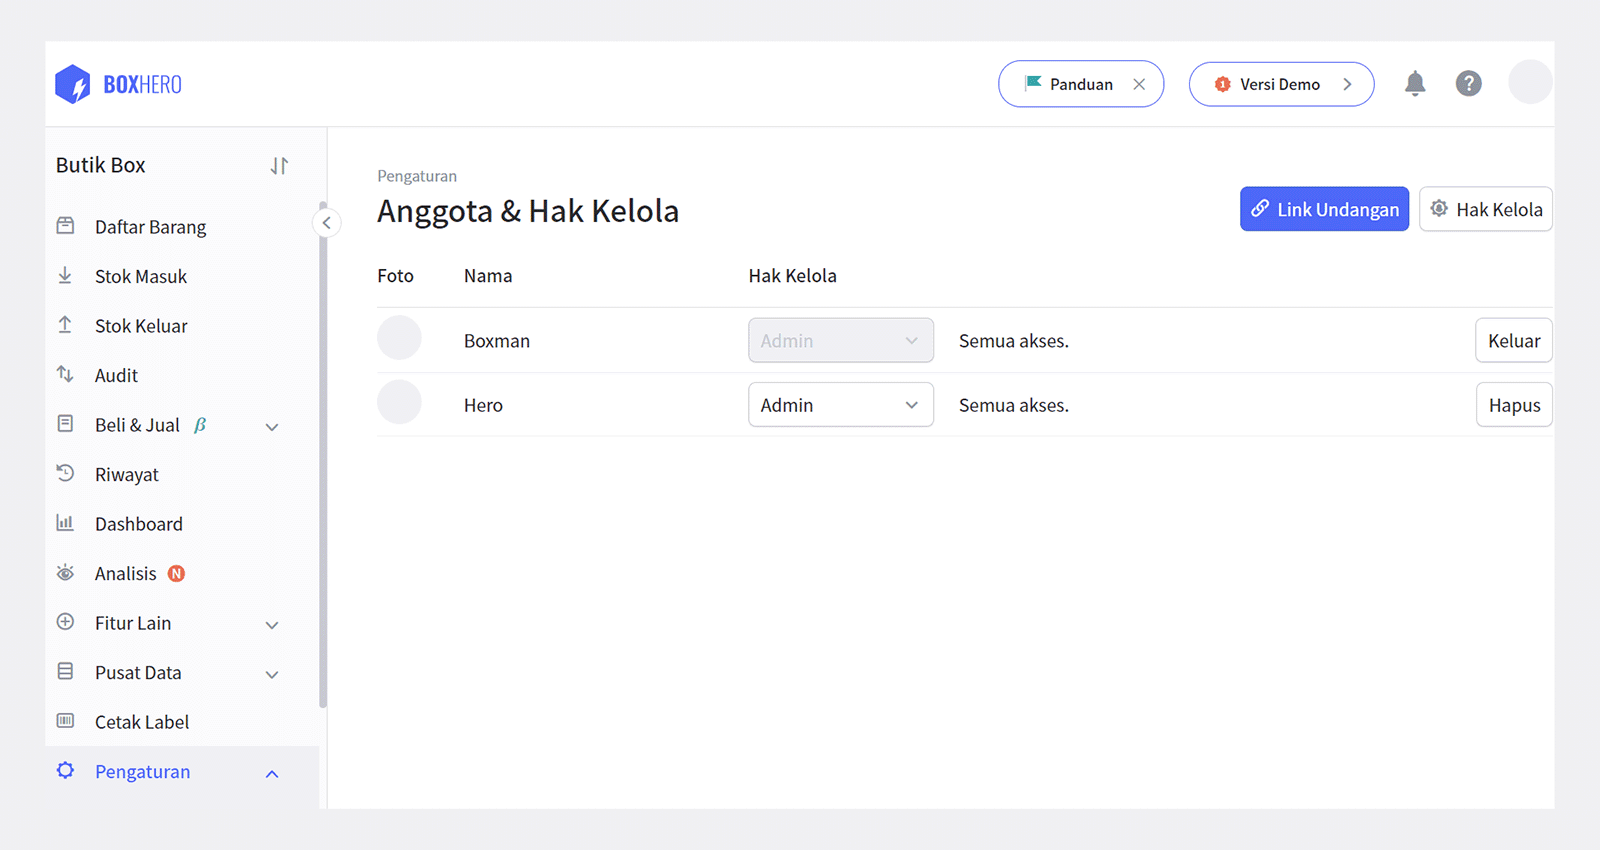 BOXHERO
Panduan
1 Versi Demo
?
Butik Box
Daftar Barang
Stok Masuk
Stok Keluar
Audit
Beli & Jual β
Riwayat
Dashboard
Analisis N
Fitur Lain
Pusat Data
Cetak Label
Pengaturan
Pengaturan
Anggota & Hak Kelola
Link Undangan
Hak Kelola
Foto Nama Hak Kelola
Boxman Admin Semua akses. Keluar
Hero Admin Semua akses. Hapus